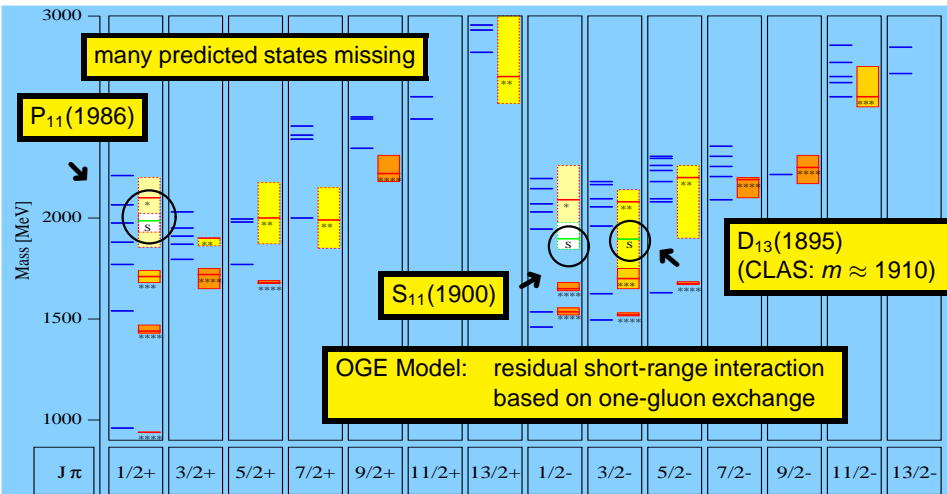 3000
many predicted states missing
P₁₁(1986)
**
***
2000
*
S
**
**
**
****
*
S
**
S
**
****
****
D₁₃(1895)
(CLAS: m ≈ 1910)
Mass [MeV]
***
****
****
****
***
****
S₁₁(1900)
1500
****
****
****
OGE Model: residual short-range interaction
based on one-gluon exchange
1000
****
J π 1/2+ 3/2+ 5/2+ 7/2+ 9/2+ 11/2+ 13/2+ 1/2- 3/2- 5/2- 7/2- 9/2- 11/2- 13/2-